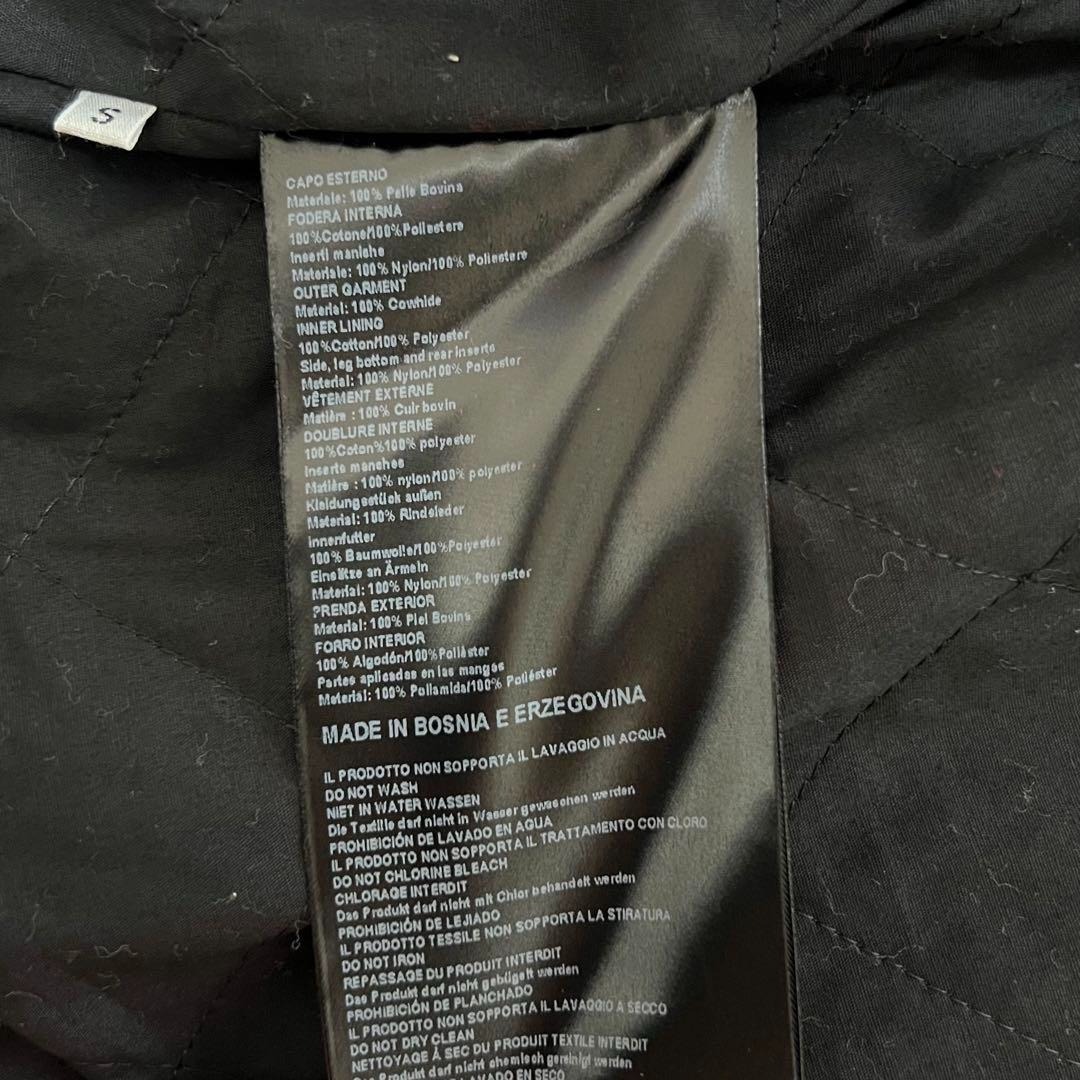 S
CAPO ESTERNO
Materiale: 100% Pelle Bovina
FODERA INTERNA
100%Cotone/100%Poliestere
Inserti maniche
Materiale: 100% Nylon/100% Poliestere
OUTER GARMENT
Material: 100% Cowhide
INNER LINING
100%Cotton/100% Polyester
Side, leg bottom and rear inserts
Material: 100% Nylon/100% Polyester
VÊTEMENT EXTERNE
Matière : 100% Cuir bovin
DOUBLURE INTERNE
100%Coton%100% polyester
Inserts manches
Matière : 100% nylon/100% polyester
Kleidungsstück außen
Material: 100% Rindsleder
Innenfutter
100% Baumwolle/100%Polyester
Einsätze an Ärmeln
Material: 100% Nylon/100% Polyester
PRENDA EXTERIOR
Material: 100% Piel Bovina
FORRO INTERIOR
100% Algodón/100%Poliéster
Partes aplicadas en las mangas
Material: 100% Poliamida/100% Poliéster
MADE IN BOSNIA E ERZEGOVINA
IL PRODOTTO NON SOPPORTA IL LAVAGGIO IN ACQUA
DO NOT WASH
NIET IN WATER WASSEN
Die Textilie darf nicht in Wasser gewaschen werden
PROHIBICIÓN DE LAVADO EN AGUA
IL PRODOTTO NON SOPPORTA IL TRATTAMENTO CON CLORO
DO NOT CHLORINE BLEACH
CHLORAGE INTERDIT
Das Produkt darf nicht mit Chlor behandelt werden
PROHIBICIÓN DE LEJIADO
IL PRODOTTO TESSILE NON SOPPORTA LA STIRATURA
DO NOT IRON
REPASSAGE DU PRODUIT INTERDIT
Das Produkt darf nicht gebügelt werden
PROHIBICIÓN DE PLANCHADO
IL PRODOTTO NON SOPPORTA IL LAVAGGIO A SECCO
DO NOT DRY CLEAN
NETTOYAGE À SEC DU PRODUIT TEXTILE INTERDIT
Das Produkt darf nicht chemisch gereinigt werden
LAVADO EN SECO